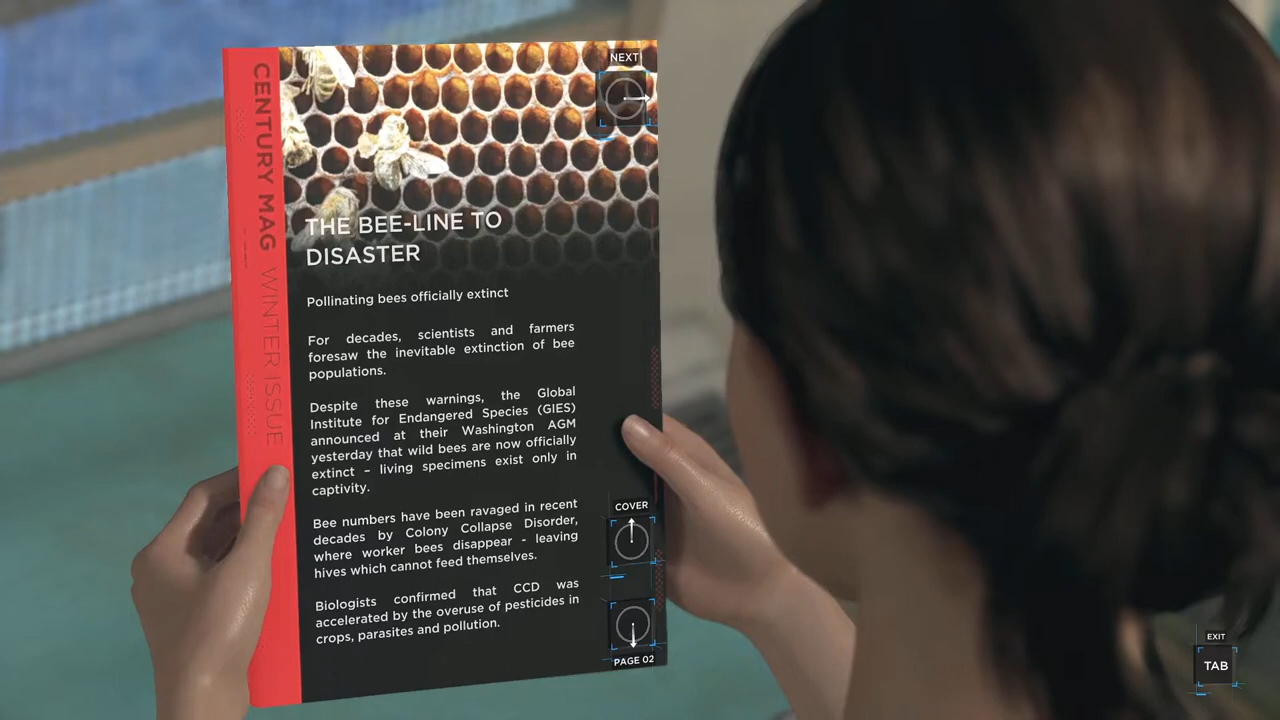 CENTURY MAG WINTER ISSUE
NEXT
THE BEE-LINE TO
DISASTER
Pollinating bees officially extinct
For decades, scientists and farmers
foresaw the inevitable extinction of bee
populations.
Despite these warnings, the Global
Institute for Endangered Species (GIES)
announced at their Washington AGM
yesterday that wild bees are now officially
extinct – living specimens exist only in
captivity.
Bee numbers have been ravaged in recent
decades by Colony Collapse Disorder,
where worker bees disappear - leaving
hives which cannot feed themselves.
Biologists confirmed that CCD was
accelerated by the overuse of pesticides in
crops, parasites and pollution.
COVER
PAGE 02
EXIT
TAB